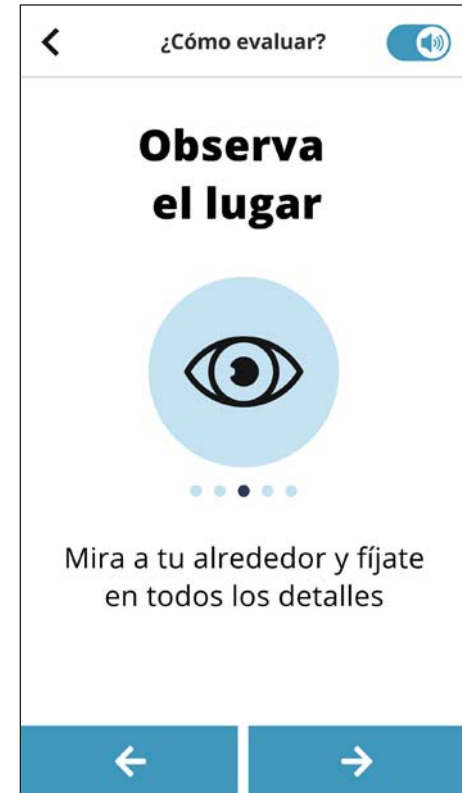 ¿Cómo evaluar?
Observa
el lugar
Mira a tu alrededor y fíjate
en todos los detalles